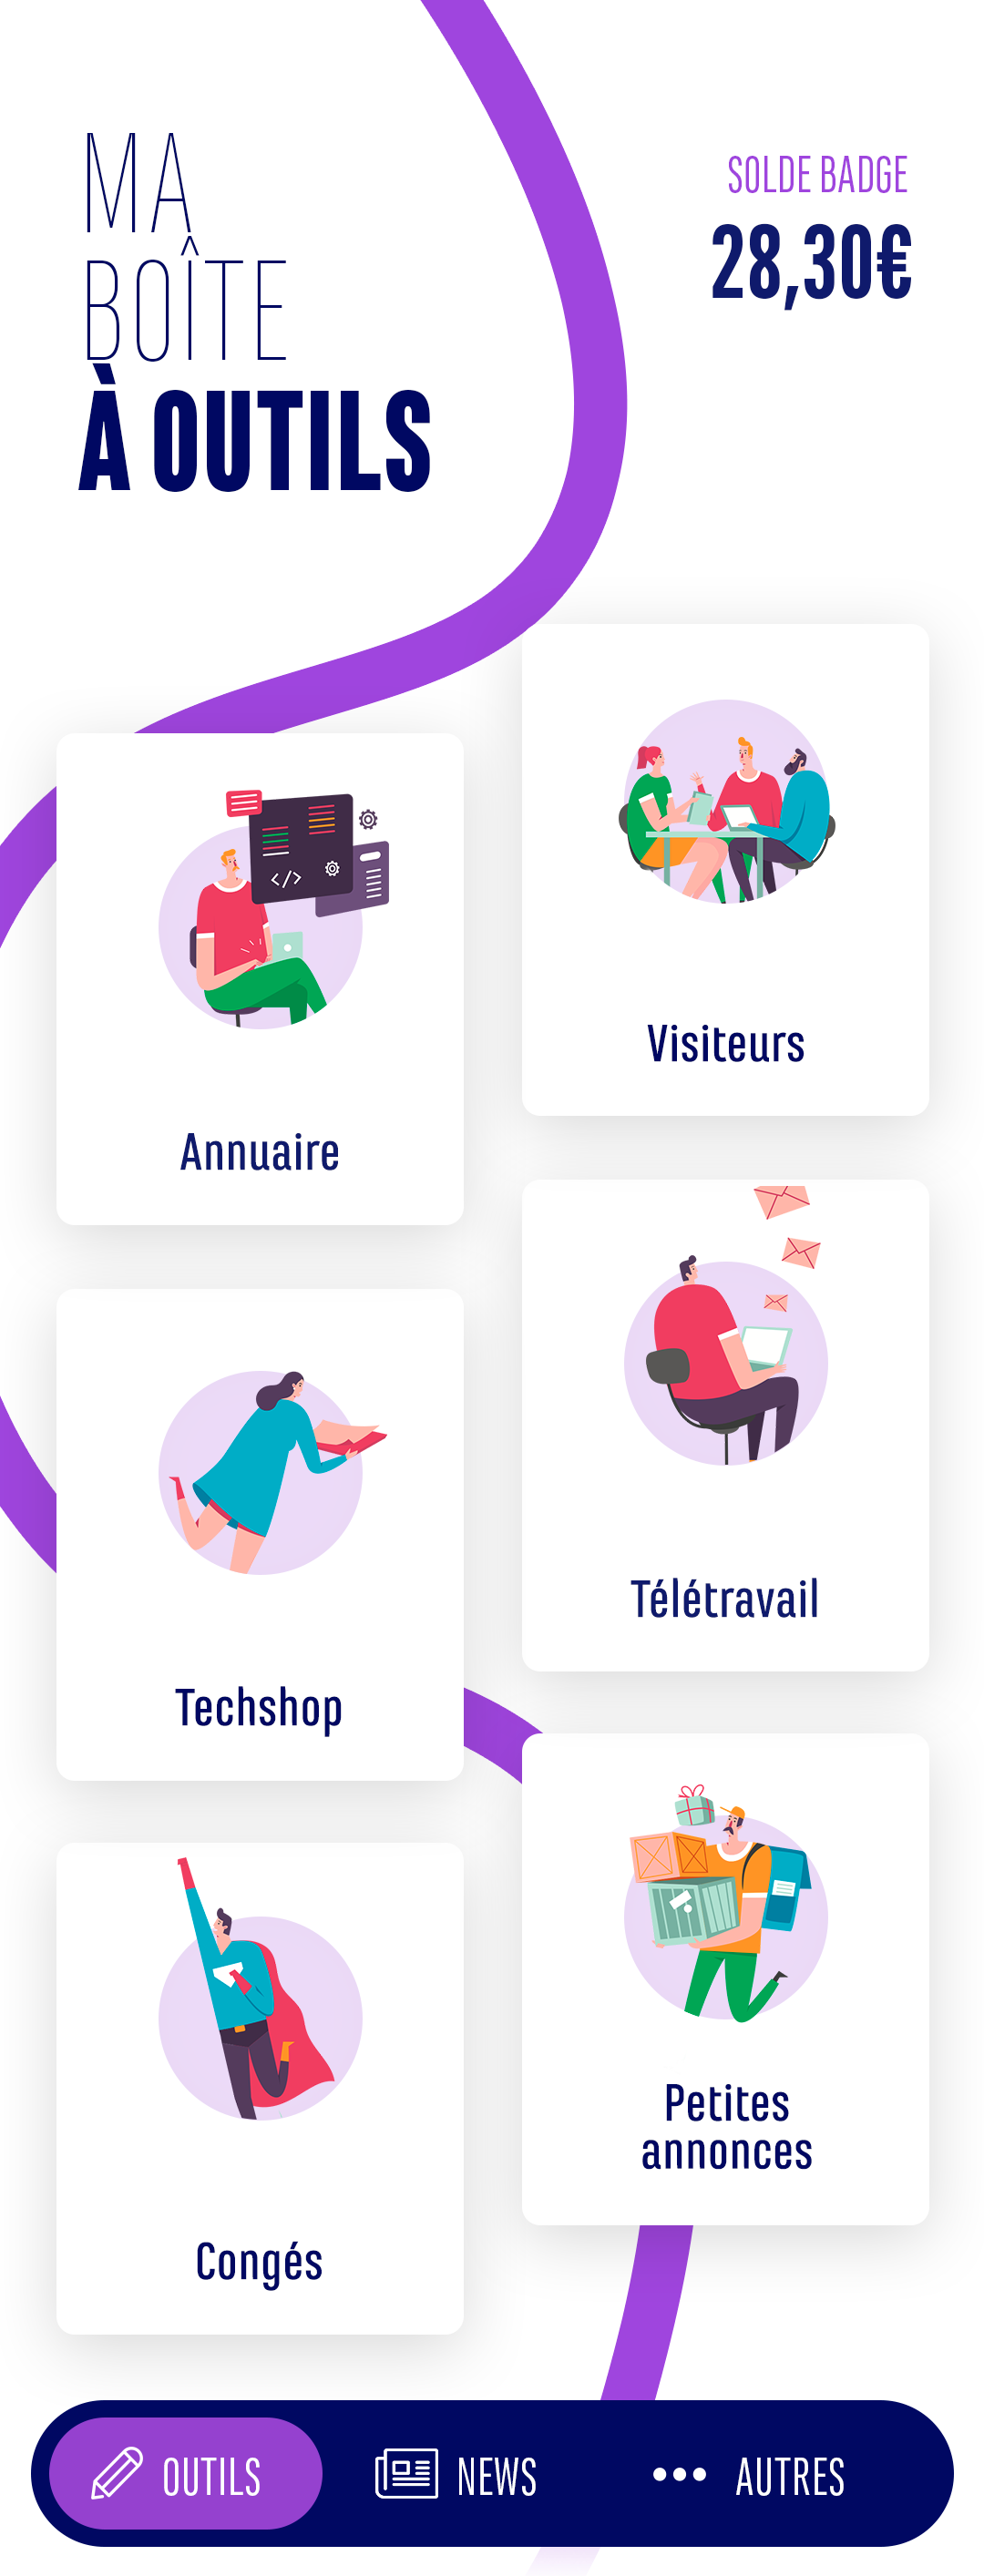 MA
BOÎTE
À OUTILS
SOLDE BADGE
28,30€
</>
Annuaire
Visiteurs
Techshop
Télétravail
Congés
Petites
annonces
OUTILS
NEWS
AUTRES